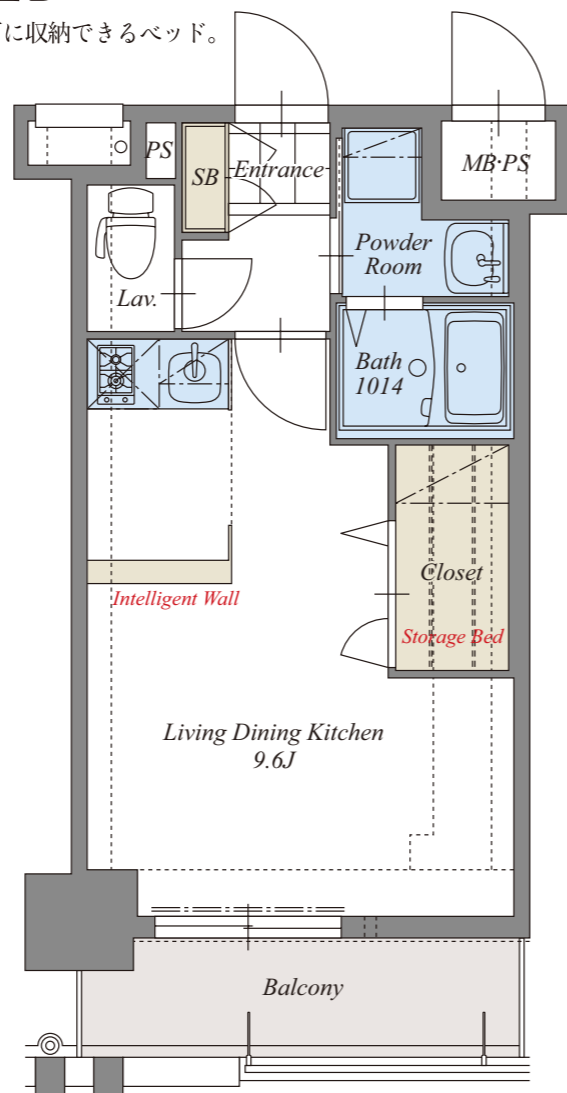 に収納できるベッド。
PS
SB
Entrance
MB·PS
Powder
Room
Lav.
Bath
1014
Closet
Intelligent Wall
Storage Bed
Living Dining Kitchen
9.6J
Balcony